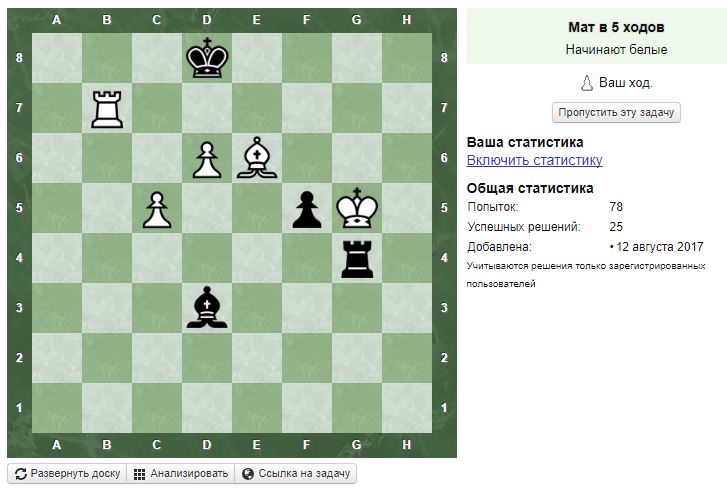 A B C D E F G H
Мат в 5 ходов
Начинают белые
8 8
Ваш ход.
7 7
Пропустить эту задачу
6 6
Ваша статистика
Включить статистику
Общая статистика
5 5
Попыток: 78
Успешных решений: 25
4 4
Добавлена: • 12 августа 2017
Учитываются решения только зарегистрированных
пользователей
3 3
2 2
1 1
A B C D E F G H
Развернуть доску Анализировать Ссылка на задачу